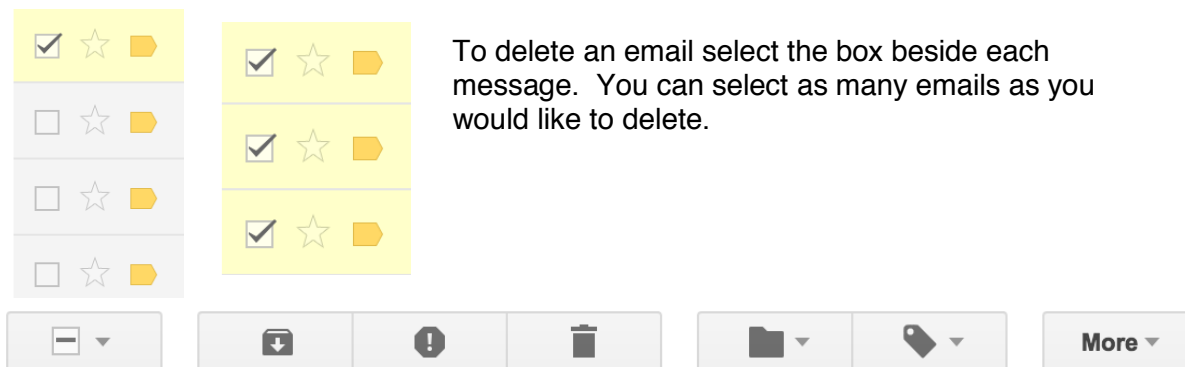 To delete an email select the box beside each
message.  You can select as many emails as you
would like to delete.
More